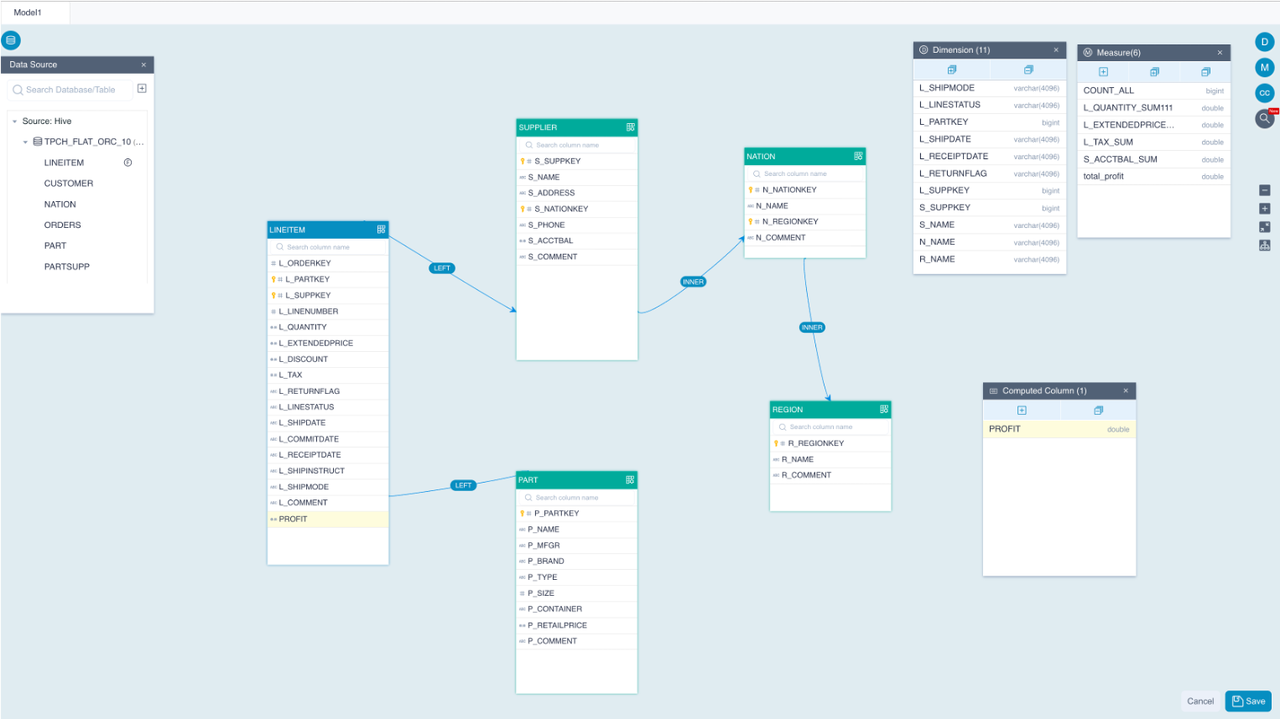 Model1
Data Source
×
Search Database/Table
Source: Hive
TPCH_FLAT_ORC_10 (...
LINEITEM
F
CUSTOMER
NATION
ORDERS
PART
PARTSUPP
LINEITEM
Search column name
L_ORDERKEY
L_PARTKEY
L_SUPPKEY
L_LINENUMBER
L_QUANTITY
L_EXTENDEDPRICE
L_DISCOUNT
L_TAX
L_RETURNFLAG
L_LINESTATUS
L_SHIPDATE
L_COMMITDATE
L_RECEIPTDATE
L_SHIPINSTRUCT
L_SHIPMODE
L_COMMENT
PROFIT
LEFT
LEFT
SUPPLIER
Search column name
S_SUPPKEY
S_NAME
S_ADDRESS
S_NATIONKEY
S_PHONE
S_ACCTBAL
S_COMMENT
PART
Search column name
P_PARTKEY
P_NAME
P_MFGR
P_BRAND
P_TYPE
P_SIZE
P_CONTAINER
P_RETAILPRICE
P_COMMENT
INNER
NATION
Search column name
N_NATIONKEY
N_NAME
N_REGIONKEY
N_COMMENT
INNER
REGION
Search column name
R_REGIONKEY
R_NAME
R_COMMENT
D Dimension (11) ×
L_SHIPMODE varchar(4096)
L_LINESTATUS varchar(4096)
L_PARTKEY bigint
L_SHIPDATE varchar(4096)
L_RECEIPTDATE varchar(4096)
L_RETURNFLAG varchar(4096)
L_SUPPKEY bigint
S_SUPPKEY bigint
S_NAME varchar(4096)
N_NAME varchar(4096)
R_NAME varchar(4096)
M Measure(6) ×
COUNT_ALL bigint
L_QUANTITY_SUM111 double
L_EXTENDEDPRICE... double
L_TAX_SUM double
S_ACCTBAL_SUM double
total_profit double
Computed Column (1) ×
PROFIT double
D
M
CC
New
Cancel
Save